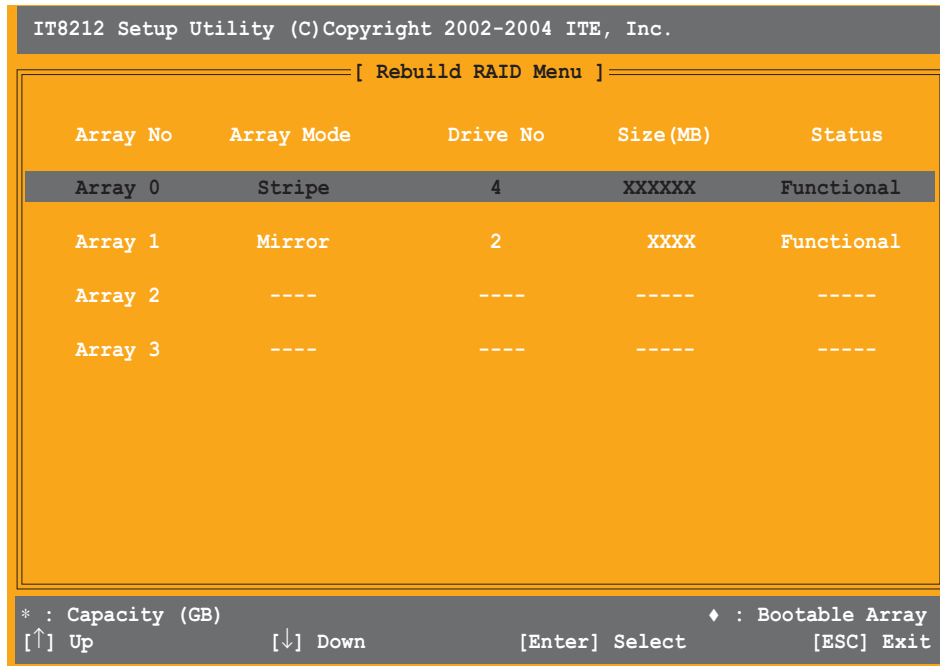 IT8212 Setup Utility (C)Copyright 2002-2004 ITE, Inc.
[ Rebuild RAID Menu ]
Array No Array Mode Drive No Size(MB) Status
Array 0 Stripe 4 XXXXXX Functional
Array 1 Mirror 2 XXXX Functional
Array 2 ---- ---- ----- -----
Array 3 ---- ---- ----- -----
* : Capacity (GB) ♦ : Bootable Array
[↑] Up [↓] Down [Enter] Select [ESC] Exit